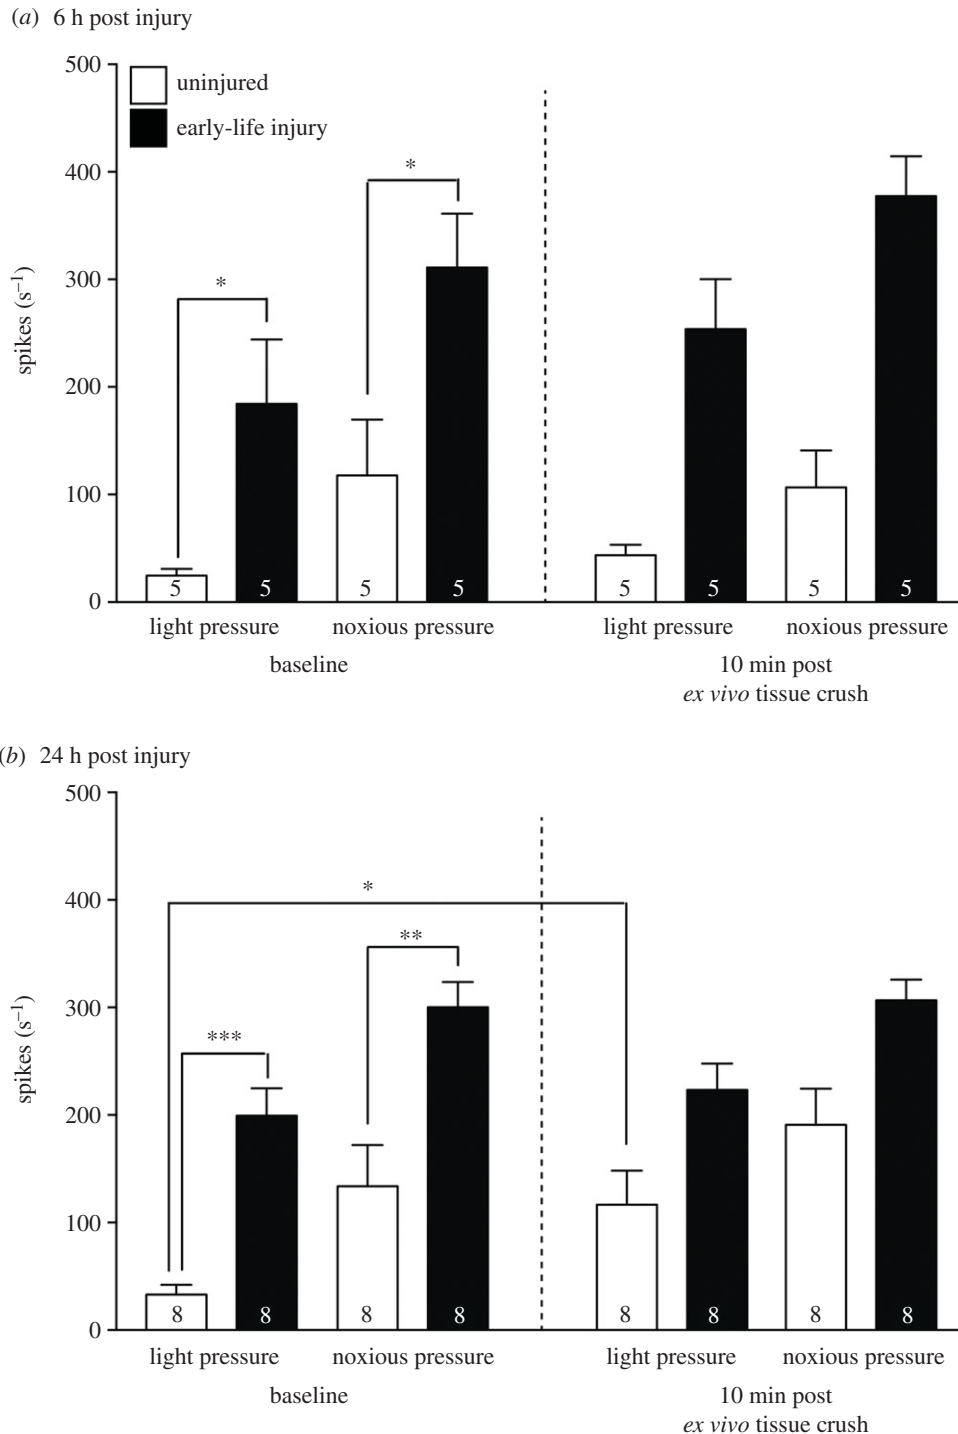 (a) 6 h post injury
500
uninjured
early-life injury
400
*
*
300
spikes (s⁻¹)
200
100
5 5 5 5 5 5 5 5
0
light pressure noxious pressure light pressure noxious pressure
baseline 10 min post
ex vivo tissue crush
(b) 24 h post injury
500
400
*
**
300
***
spikes (s⁻¹)
200
100
8 8 8 8 8 8 8 8
0
light pressure noxious pressure light pressure noxious pressure
baseline 10 min post
ex vivo tissue crush